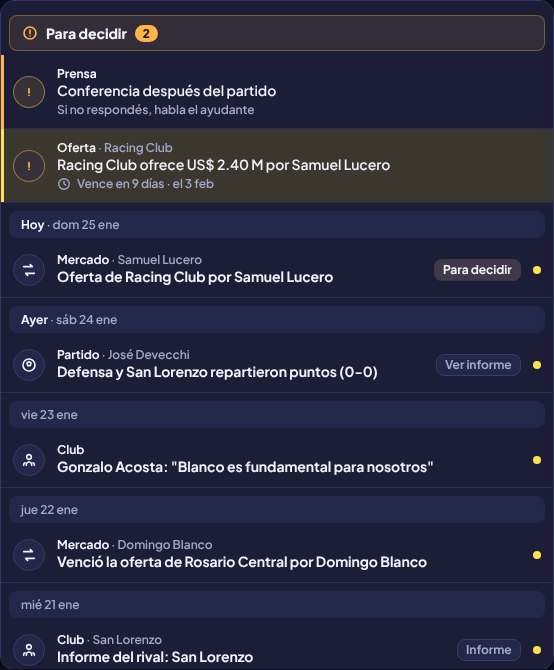 Para decidir 2
Prensa
Conferencia después del partido
Si no respondés, habla el ayudante
Oferta · Racing Club
Racing Club ofrece US$ 2.40 M por Samuel Lucero
Vence en 9 días · el 3 feb
Hoy · dom 25 ene
Mercado · Samuel Lucero
Oferta de Racing Club por Samuel Lucero
Para decidir
Ayer · sáb 24 ene
Partido · José Devecchi
Defensa y San Lorenzo repartieron puntos (0–0)
Ver informe
vie 23 ene
Club
Gonzalo Acosta: "Blanco es fundamental para nosotros"
jue 22 ene
Mercado · Domingo Blanco
Venció la oferta de Rosario Central por Domingo Blanco
mié 21 ene
Club · San Lorenzo
Informe del rival: San Lorenzo
Informe